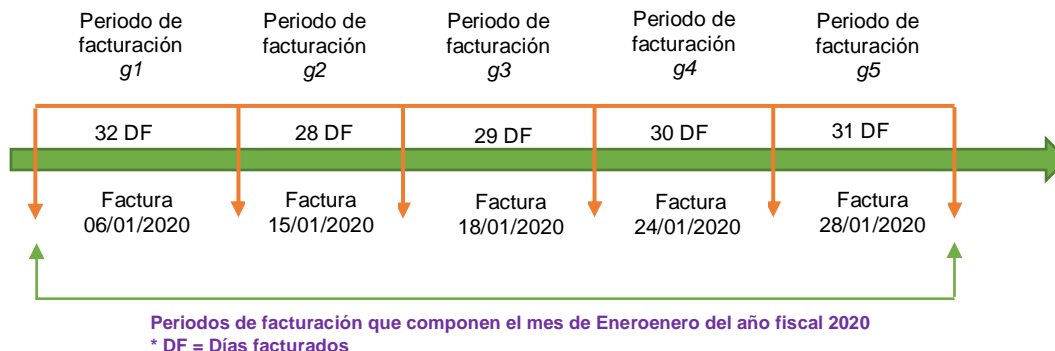 Periodo de
facturación
g1
Periodo de
facturación
g2
Periodo de
facturación
g3
Periodo de
facturación
g4
Periodo de
facturación
g5
32 DF
28 DF
29 DF
30 DF
31 DF
Factura
06/01/2020
Factura
15/01/2020
Factura
18/01/2020
Factura
24/01/2020
Factura
28/01/2020
Periodos de facturación que componen el mes de Eneroenero del año fiscal 2020
* DF = Días facturados